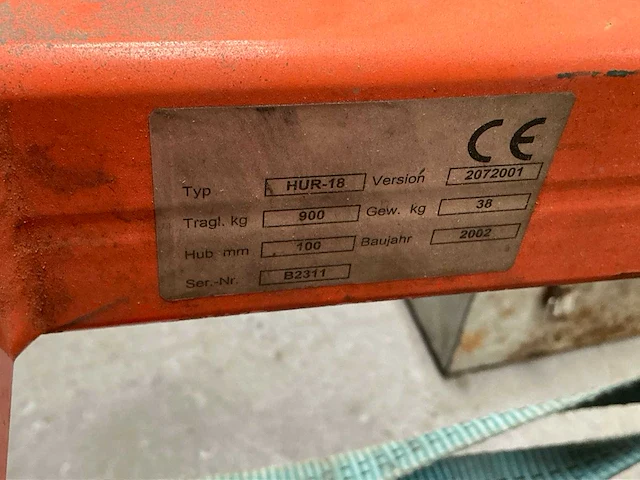 CE
Typ HUR-18 Version 2072001
Tragl. kg 900 Gew. kg 38
Hub mm 100 Baujahr 2002
Ser.-Nr. B2311